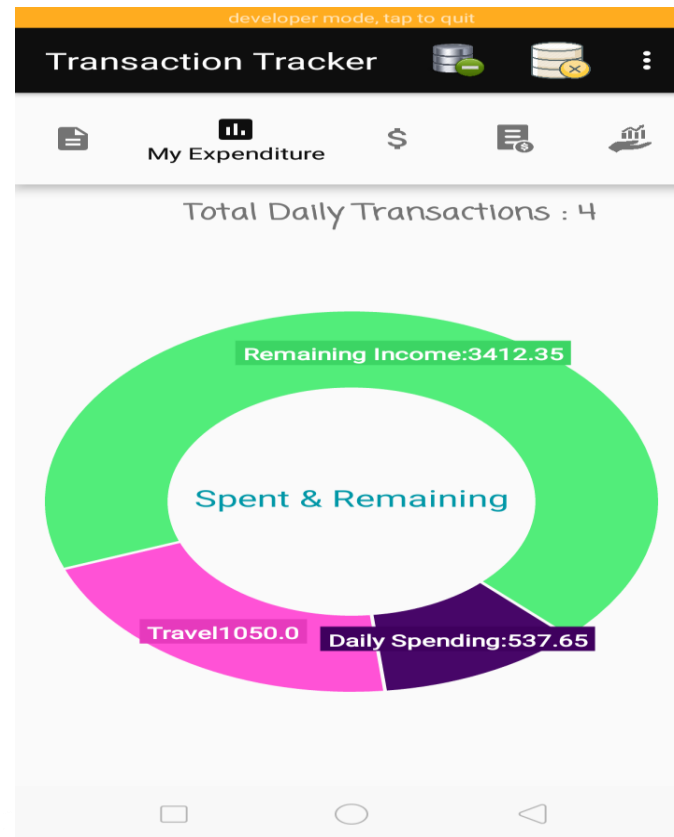 developer mode, tap to quit
Transaction Tracker
My Expenditure
Total Daily Transactions : 4
Remaining Income:3412.35
Spent & Remaining
Travel1050.0
Daily Spending:537.65